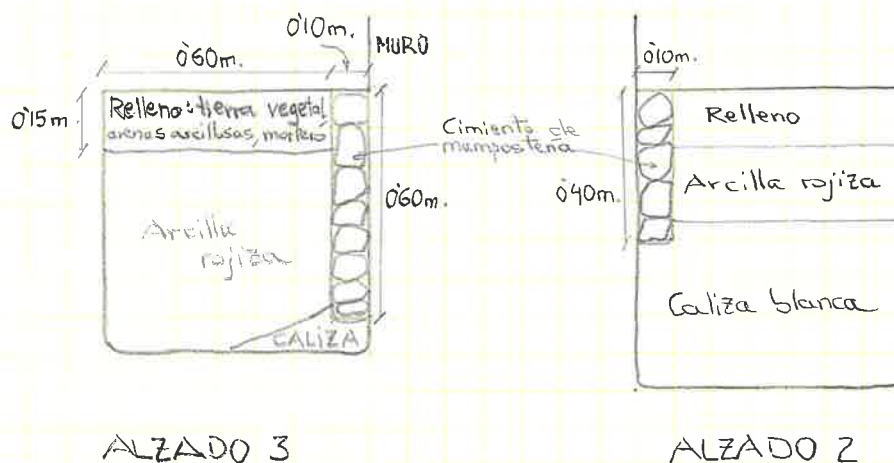 0'10m.
MURO
0'60m.
0'15m
Relleno: tierra vegetal,
arenas arcillosas, mortero
Cimiento de
mampostería
0'60m.
Arcilla
rojiza
CALIZA
ALZADO 3
0'10m.
Relleno
0'40m.
Arcilla rojiza
Caliza blanca
ALZADO 2